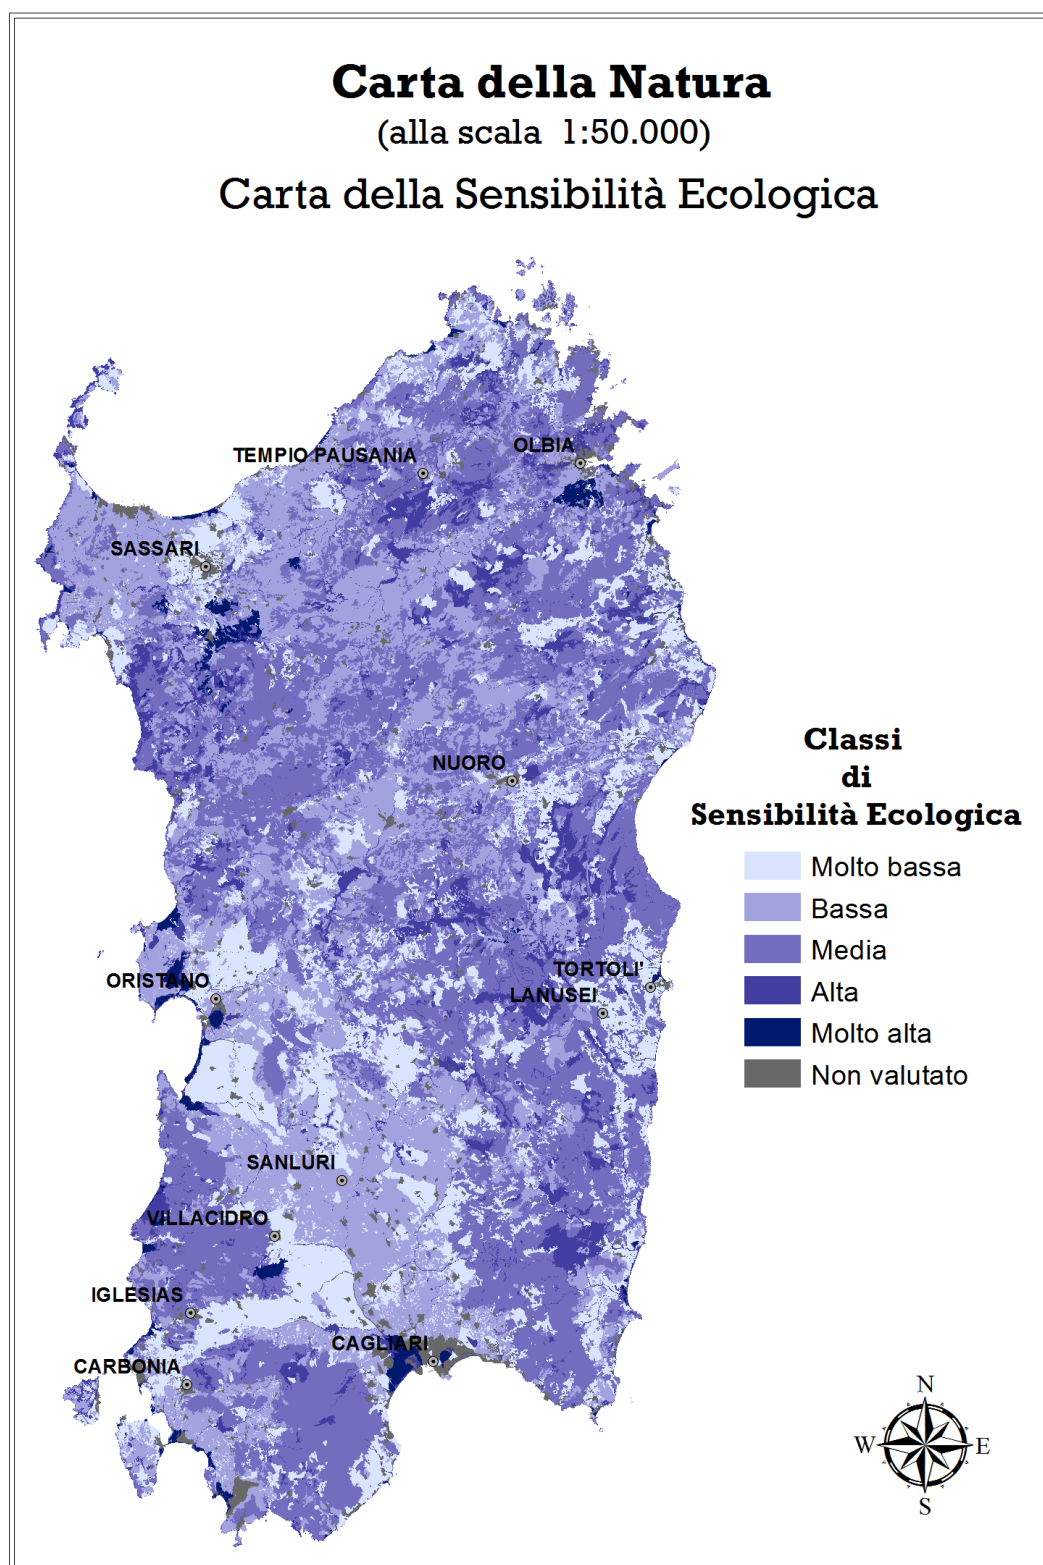 Carta della Natura
(alla scala 1:50.000)
Carta della Sensibilità Ecologica
TEMPIO PAUSANIA
OLBIA
SASSARI
NUORO
Classi
di
Sensibilità Ecologica
Molto bassa
Bassa
Media
Alta
Molto alta
Non valutato
ORISTANO
TORTOLI'
LANUSEI
SANLURI
VILLACIDRO
IGLESIAS
CAGLIARI
CARBONIA
N
W
E
S